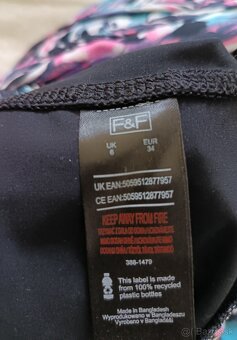 F&F
UK EUR
6 34
UK EAN:5059512877957
CE EAN:5059512877957
KEEP AWAY FROM FIRE
386-1479
This label is made
from 100% recycled
plastic bottles
Made in Bangladesh
Wyprodukowano w Bangladeszu
Vyrobeno v Bangladéši